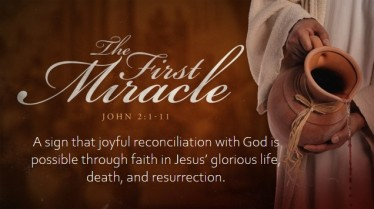 The First
Miracle
JOHN 2:1-11
A sign that joyful reconciliation with God is
possible through faith in Jesus’ glorious life,
death, and resurrection.